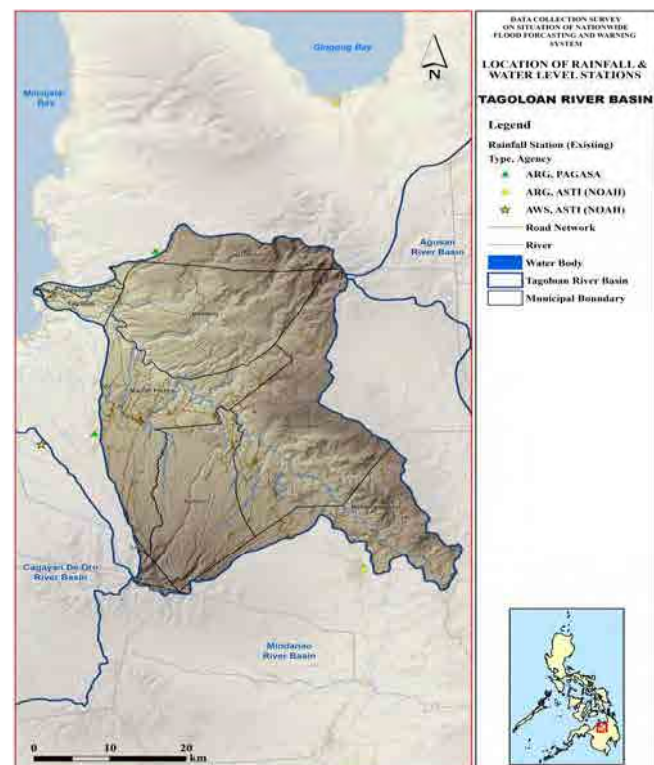 DATA COLLECTION SURVEY
ON SITUATION OF NATIONWIDE
FLOOD FORCASTING AND WARNING
SYSTEM
LOCATION OF RAINFALL &
WATER LEVEL STATIONS
TAGOLOAN RIVER BASIN
Legend
Rainfall Station (Existing)
Type, Agency
ARG, PAGASA
ARG, ASTI (NOAH)
AWS, ASTI (NOAH)
Road Network
River
Water Body
Tagoloan River Basin
Municipal Boundary
Gingoog Bay
N
Bay
Agusan
River Basin
Cagayan De Oro
River Basin
Mindanao
River Basin
0 10 20
km